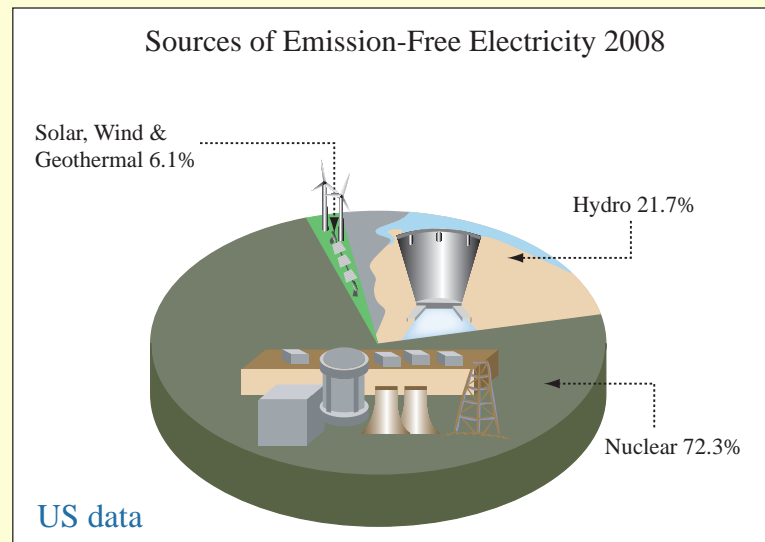 Sources of Emission-Free Electricity 2008
Solar, Wind &
Geothermal 6.1%
Hydro 21.7%
Nuclear 72.3%
US data